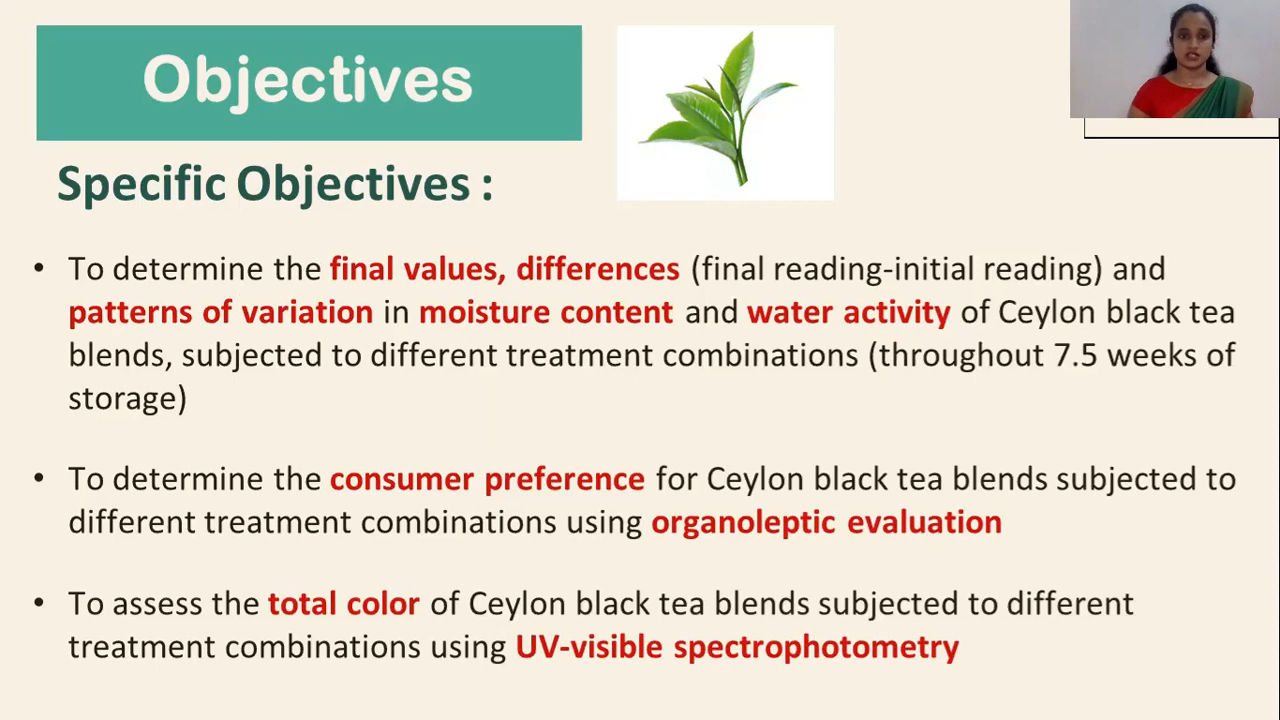 Objectives
Specific Objectives :
• To determine the final values, differences (final reading-initial reading) and
patterns of variation in moisture content and water activity of Ceylon black tea
blends, subjected to different treatment combinations (throughout 7.5 weeks of
storage)
• To determine the consumer preference for Ceylon black tea blends subjected to
different treatment combinations using organoleptic evaluation
• To assess the total color of Ceylon black tea blends subjected to different
treatment combinations using UV-visible spectrophotometry